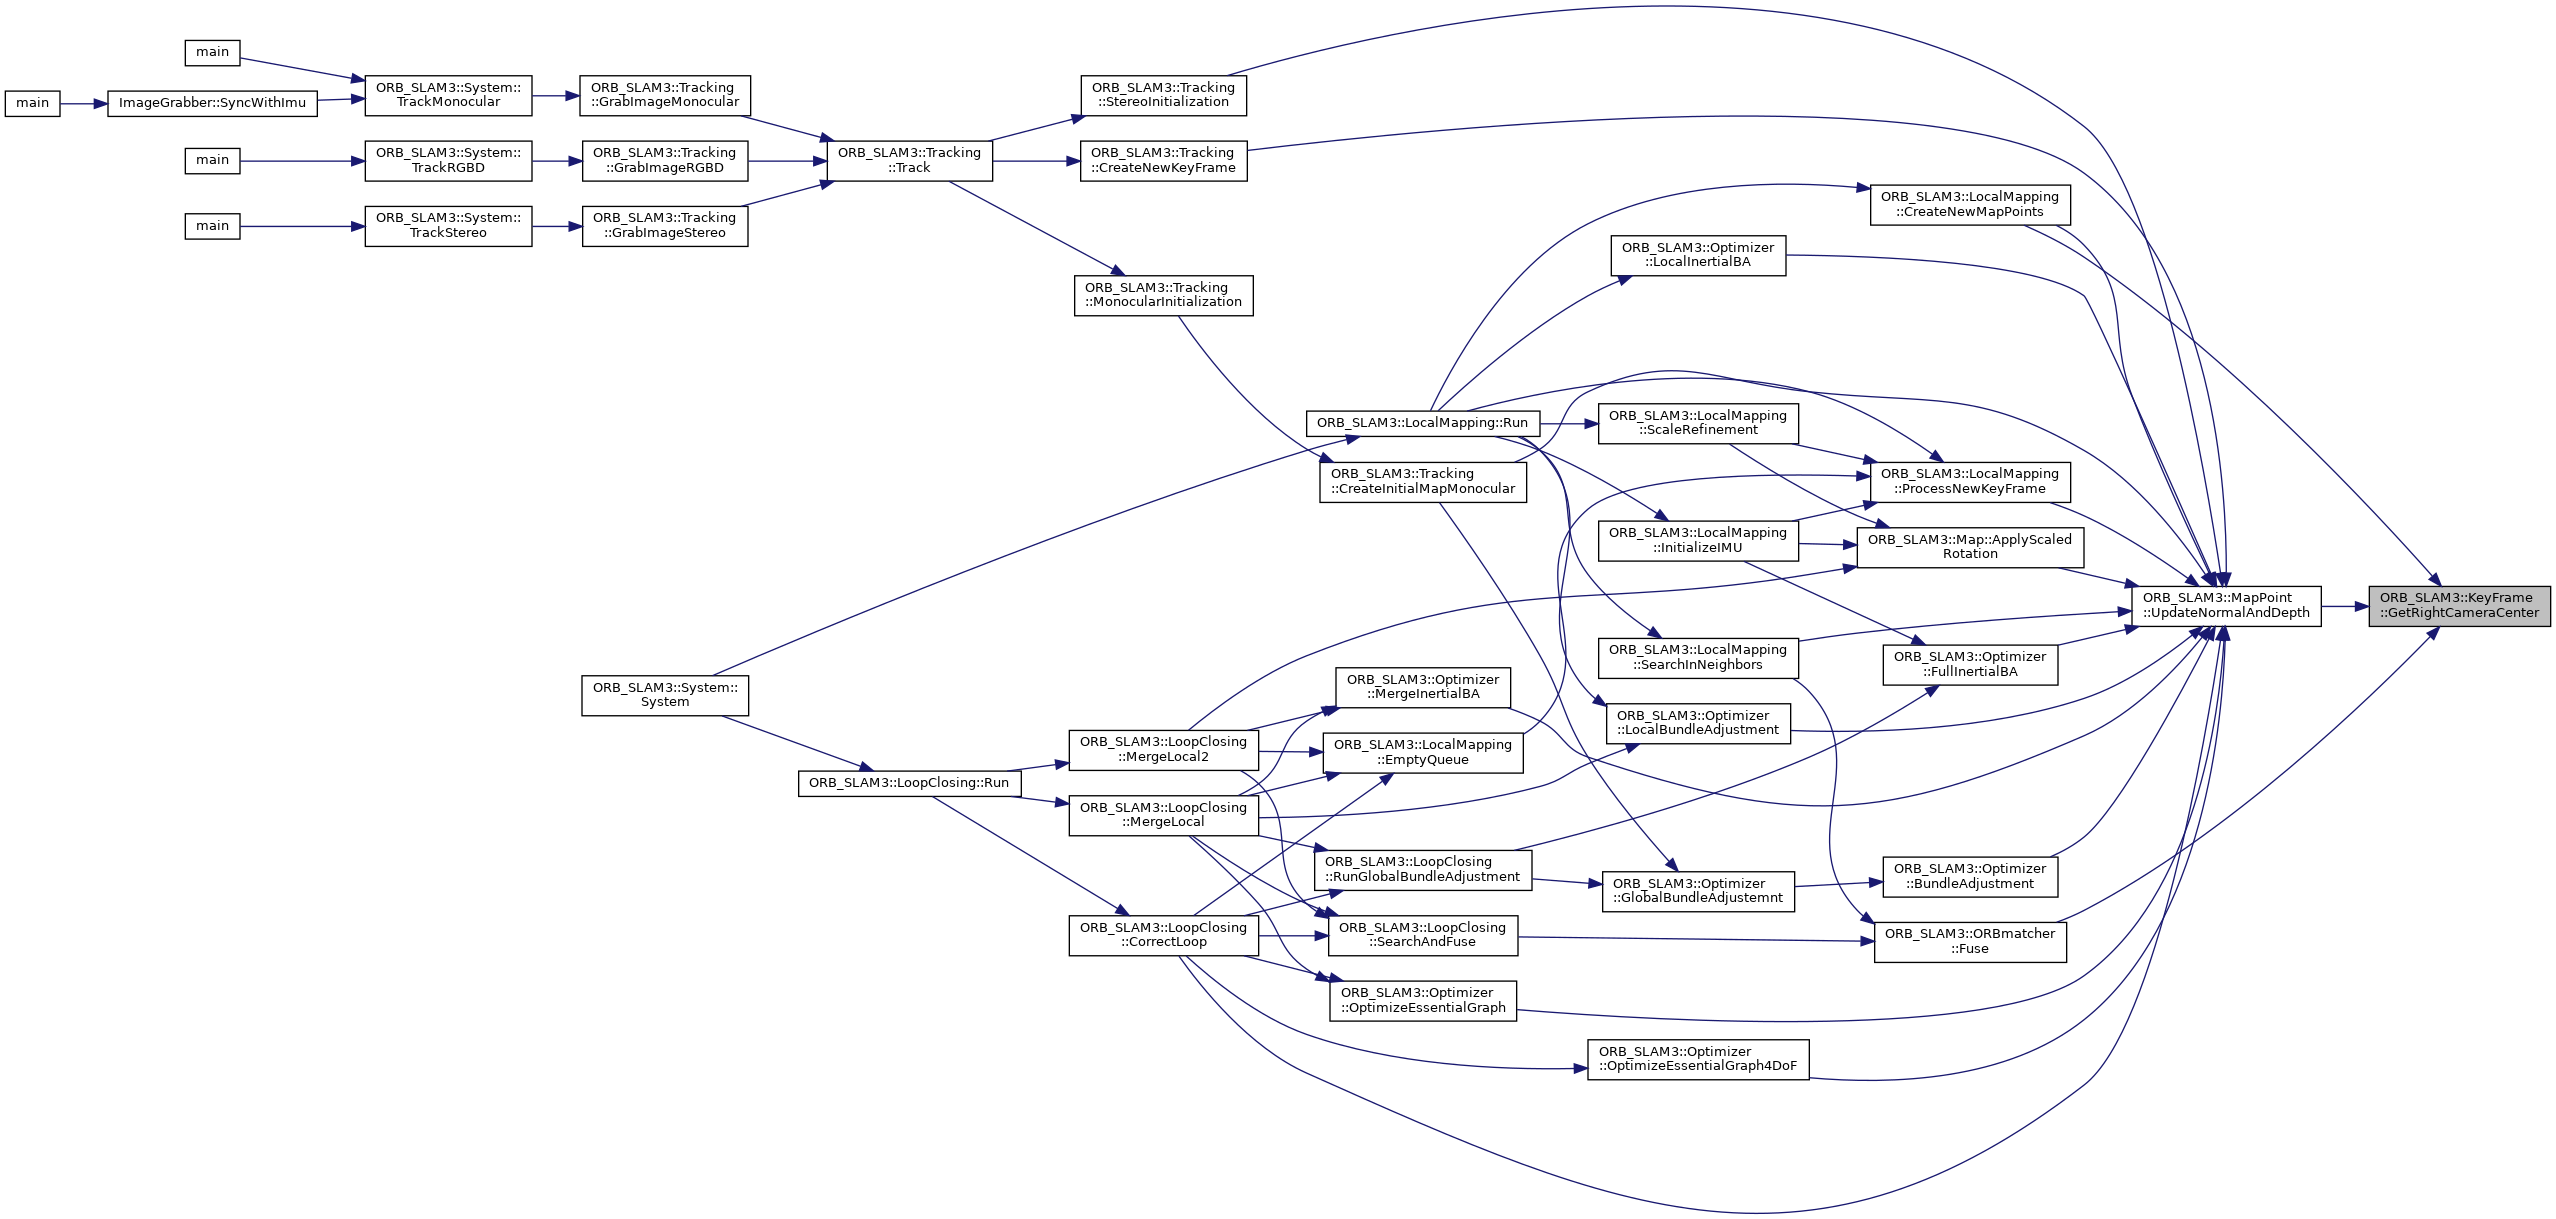 main
main
ImageGrabber::SyncWithImu
ORB_SLAM3::System::
TrackMonocular
ORB_SLAM3::Tracking
::GrabImageMonocular
ORB_SLAM3::Tracking
::StereoInitialization
main
ORB_SLAM3::System::
TrackRGBD
ORB_SLAM3::Tracking
::GrabImageRGBD
ORB_SLAM3::Tracking
::Track
ORB_SLAM3::Tracking
::CreateNewKeyFrame
main
ORB_SLAM3::System::
TrackStereo
ORB_SLAM3::Tracking
::GrabImageStereo
ORB_SLAM3::LocalMapping
::CreateNewMapPoints
ORB_SLAM3::Optimizer
::LocalInertialBA
ORB_SLAM3::Tracking
::MonocularInitialization
ORB_SLAM3::LocalMapping::Run
ORB_SLAM3::LocalMapping
::ScaleRefinement
ORB_SLAM3::Tracking
::CreateInitialMapMonocular
ORB_SLAM3::LocalMapping
::ProcessNewKeyFrame
ORB_SLAM3::LocalMapping
::InitializeIMU
ORB_SLAM3::Map::ApplyScaled
Rotation
ORB_SLAM3::MapPoint
::UpdateNormalAndDepth
ORB_SLAM3::KeyFrame
::GetRightCameraCenter
ORB_SLAM3::LocalMapping
::SearchInNeighbors
ORB_SLAM3::Optimizer
::FullInertialBA
ORB_SLAM3::System::
System
ORB_SLAM3::Optimizer
::MergeInertialBA
ORB_SLAM3::Optimizer
::LocalBundleAdjustment
ORB_SLAM3::LoopClosing
::MergeLocal2
ORB_SLAM3::LocalMapping
::EmptyQueue
ORB_SLAM3::LoopClosing::Run
ORB_SLAM3::LoopClosing
::MergeLocal
ORB_SLAM3::LoopClosing
::RunGlobalBundleAdjustment
ORB_SLAM3::Optimizer
::GlobalBundleAdjustemnt
ORB_SLAM3::Optimizer
::BundleAdjustment
ORB_SLAM3::LoopClosing
::CorrectLoop
ORB_SLAM3::LoopClosing
::SearchAndFuse
ORB_SLAM3::ORBmatcher
::Fuse
ORB_SLAM3::Optimizer
::OptimizeEssentialGraph
ORB_SLAM3::Optimizer
::OptimizeEssentialGraph4DoF